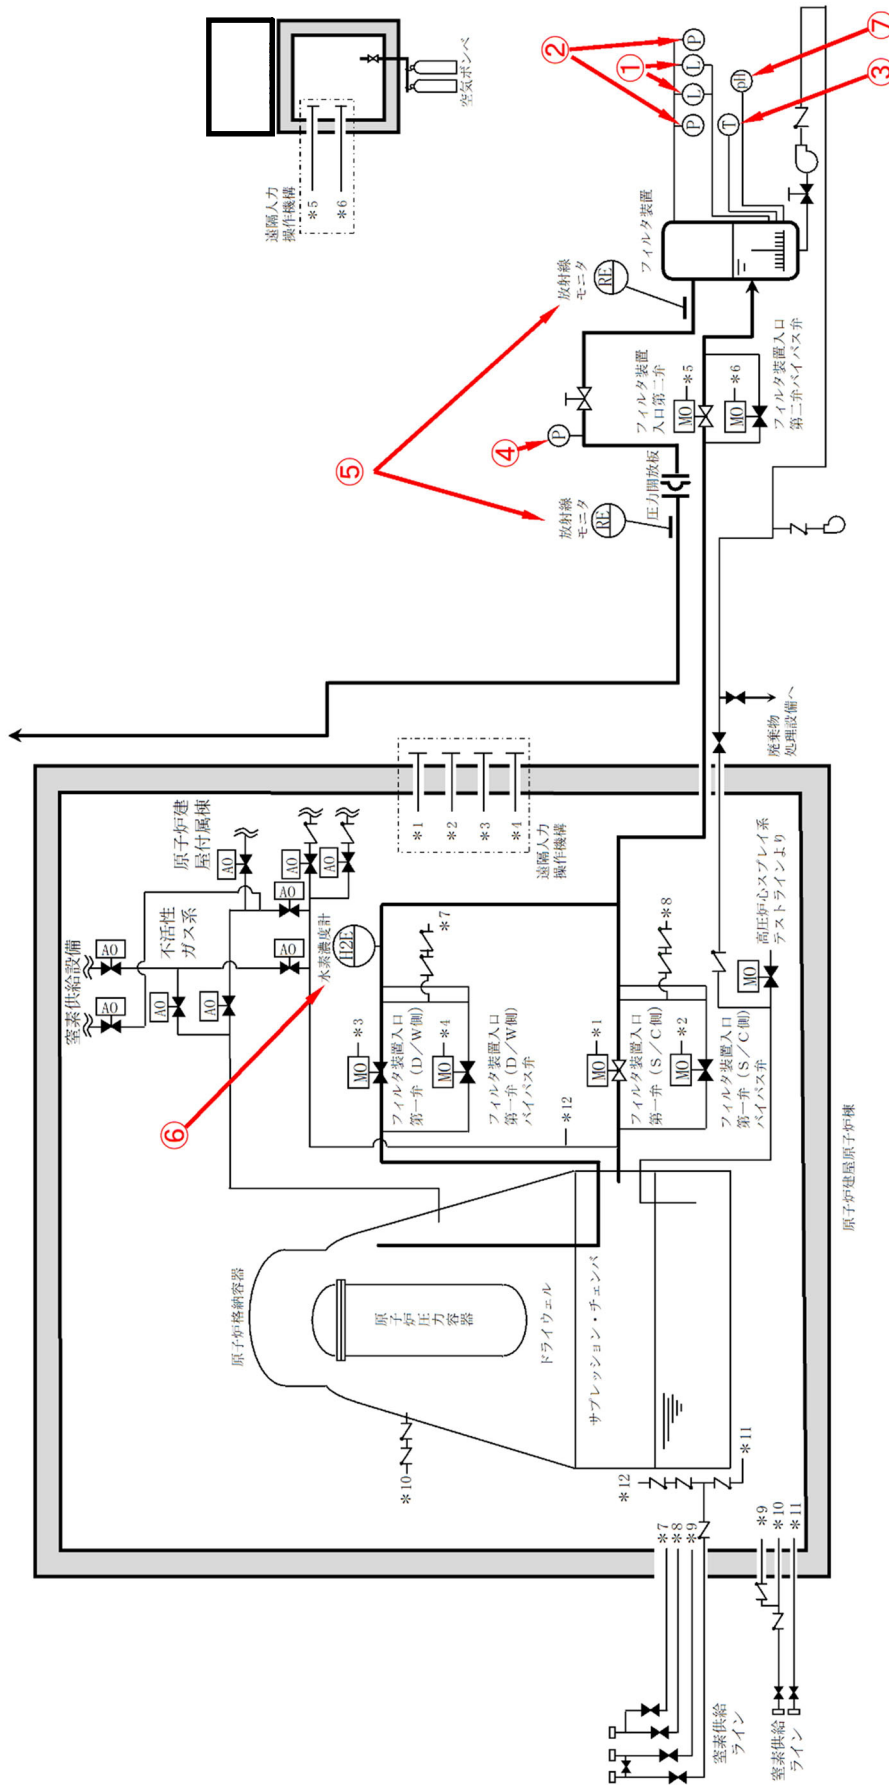 空気ボンベ
遠隔人力
操作機構
*5
*6
②
①
⑦
③
P
L
L
P
pH
T
フィルタ装置
放射線
モニタ
RE
⑤
④
P
フィルタ装置
入口第二弁
MO
*5
MO
*6
フィルタ装置入口
第二弁バイパス弁
圧力開放板
放射線
モニタ
RE
廃棄物
処理設備へ
遠隔人力
操作機構
*1
*2
*3
*4
原子炉建
屋付属棟
AO
AO
AO
AO
不活性
ガス系
窒素供給設備
AO
AO
AO
AO
AO
水素濃度計
H2E
⑥
*7
MO
*3
フィルタ装置入口
第一弁(D/W側)
MO
*4
フィルタ装置入口
第一弁(D/W側)
バイパス弁
*8
MO
*1
フィルタ装置入口
第一弁(S/C側)
MO
*2
フィルタ装置入口
第一弁(S/C側)
バイパス弁
*12
MO
高圧炉心スプレイ系
テストラインより
原子炉格納容器
原子炉
圧力容器
ドライウェル
サプレッション・チェンバ
*10
*12
*11
原子炉建屋原子炉棟
*7
*8
*9
窒素供給
ライン
*9
*10
*11
窒素供給
ライン